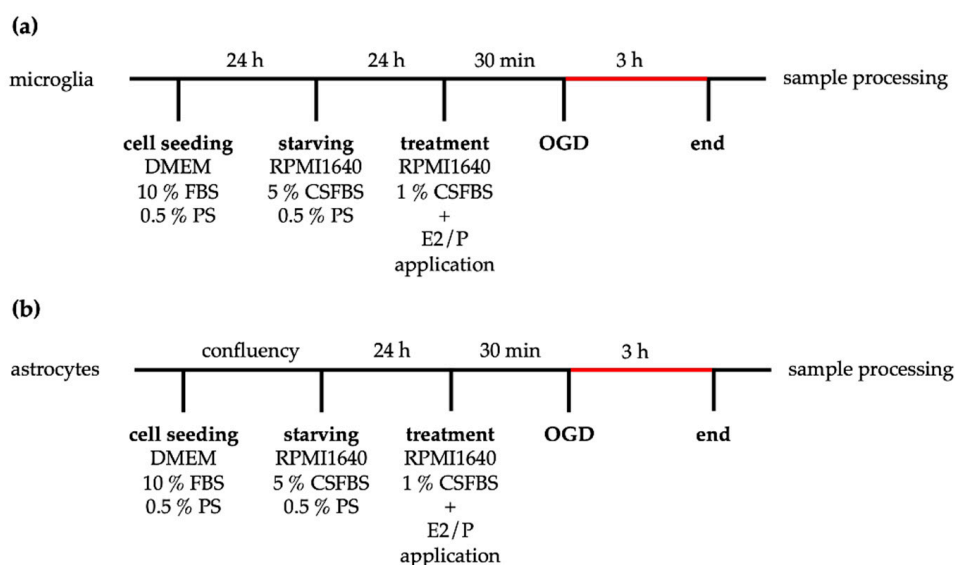 (a)
24 h 24 h 30 min 3 h
microglia sample processing
cell seeding starving treatment OGD end
DMEM RPMI1640 RPMI1640
10 % FBS 5 % CSFBS 1 % CSFBS
0.5 % PS 0.5 % PS +
E2/P
application
(b)
confluency 24 h 30 min 3 h
astrocytes sample processing
cell seeding starving treatment OGD end
DMEM RPMI1640 RPMI1640
10 % FBS 5 % CSFBS 1 % CSFBS
0.5 % PS 0.5 % PS +
E2/P
application